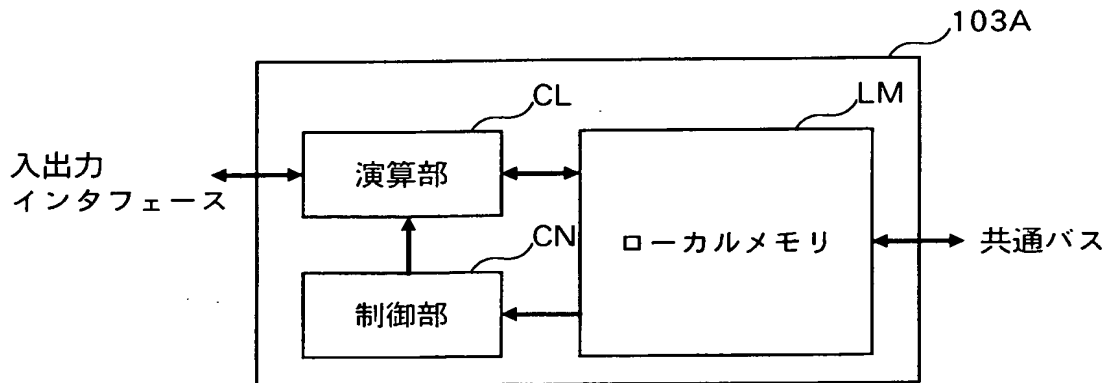 103A
CL
LM
入出力
インタフェース
演算部
CN
ローカルメモリ
共通バス
制御部